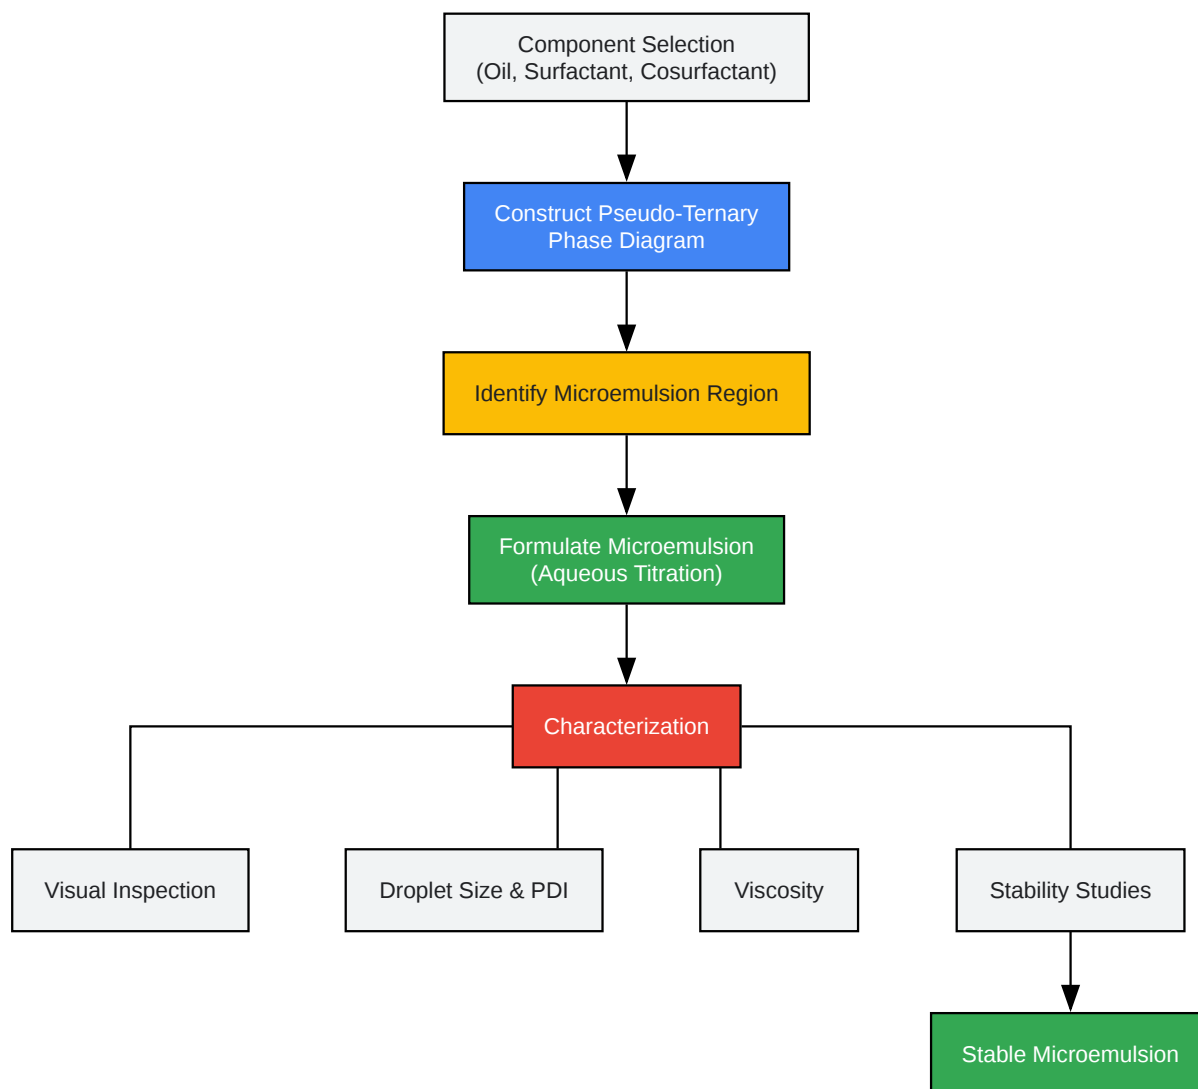 Component Selection
(Oil, Surfactant, Cosurfactant)
Construct Pseudo-Ternary
Phase Diagram
Identify Microemulsion Region
Formulate Microemulsion
(Aqueous Titration)
Characterization
Visual Inspection
Droplet Size & PDI
Viscosity
Stability Studies
Stable Microemulsion